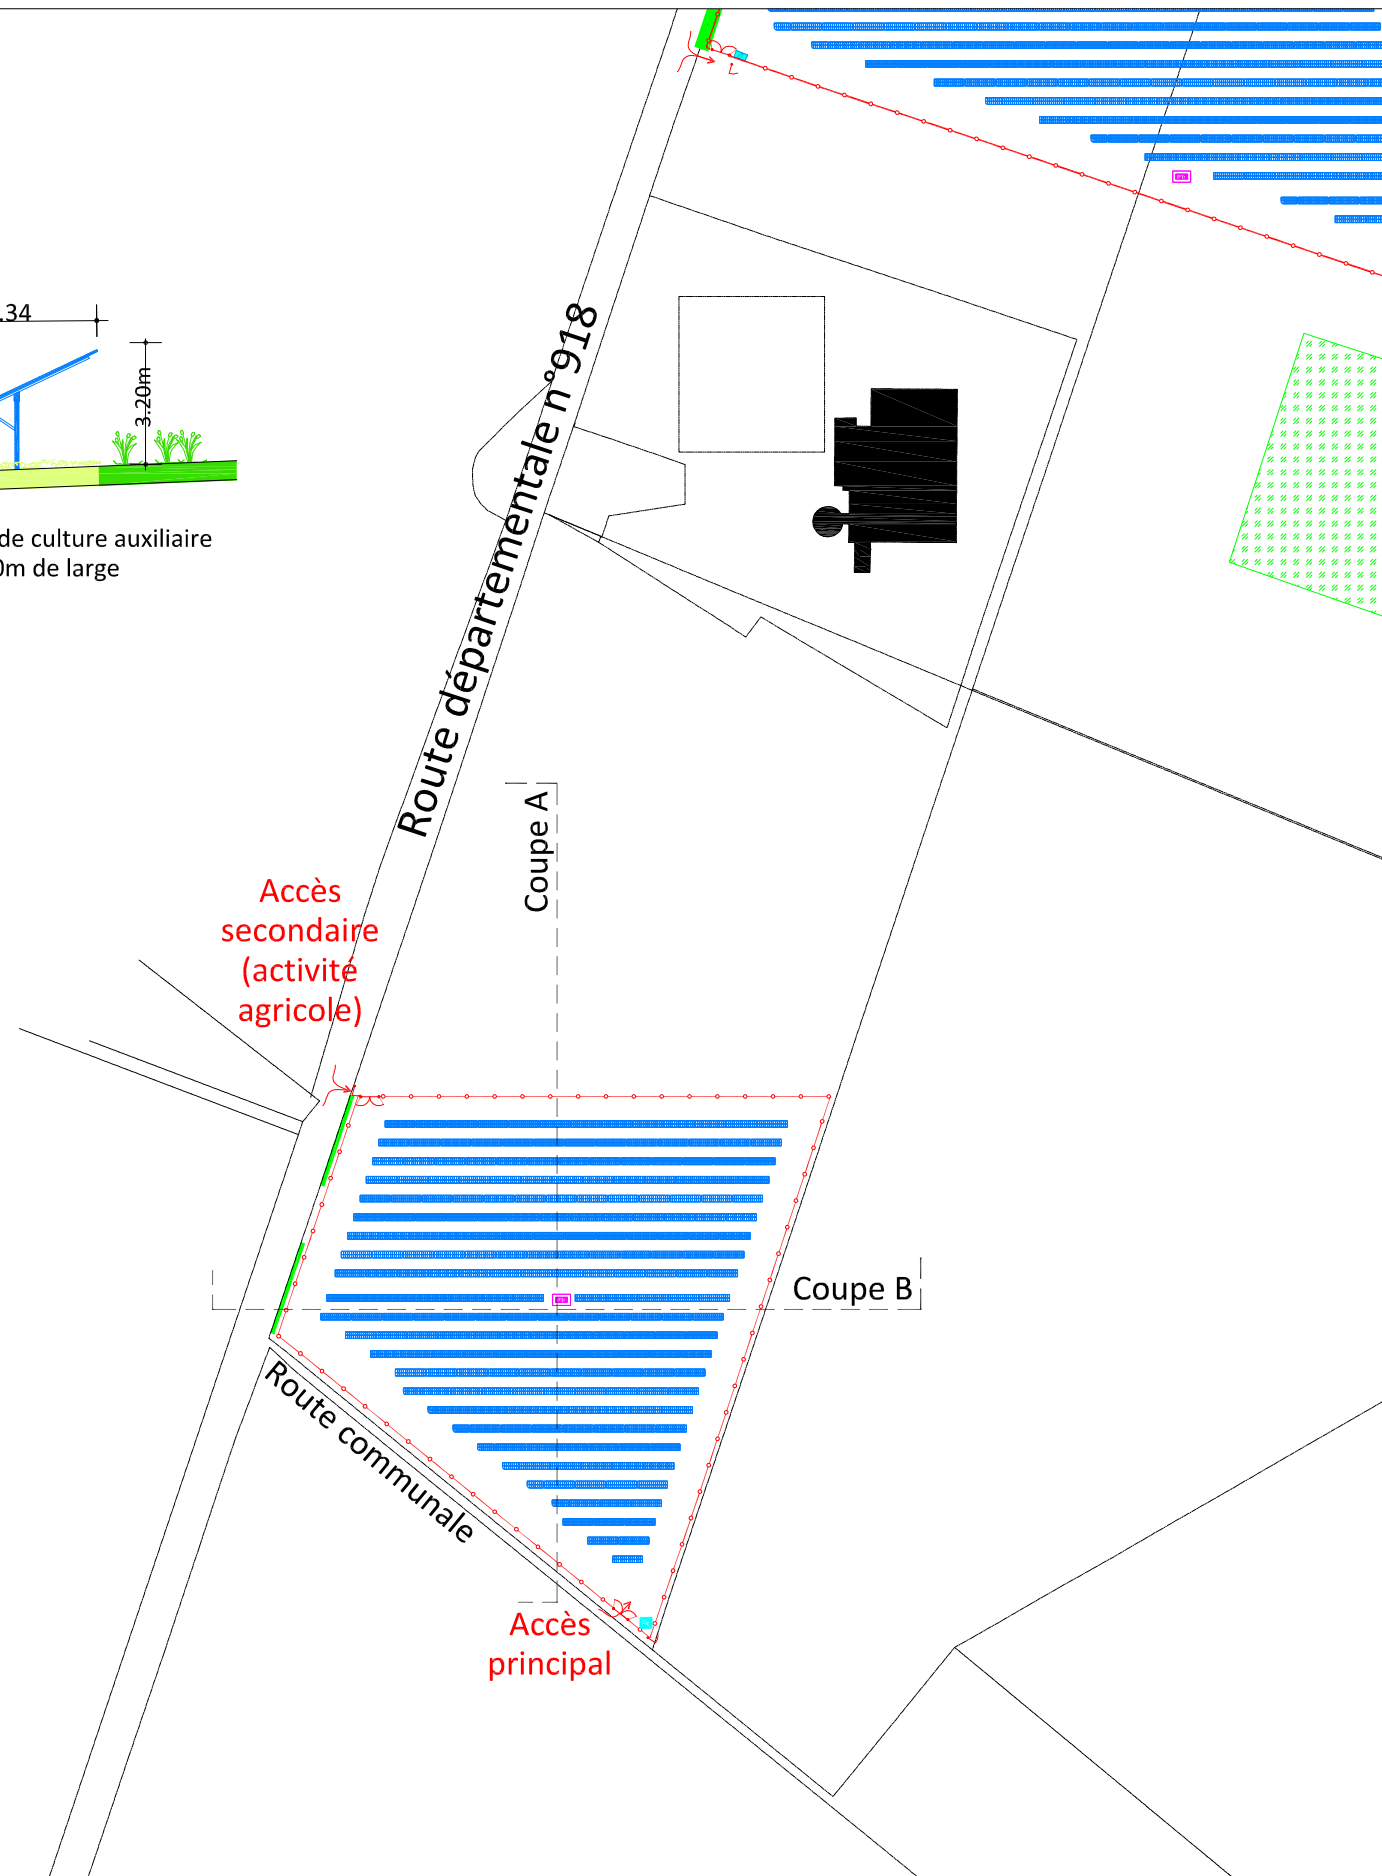 .34
3.20m
de culture auxiliaire
0m de large
Route départementale n°918
Coupe A
Accès
secondaire
(activité
agricole)
Coupe B
Route communale
Accès
principal